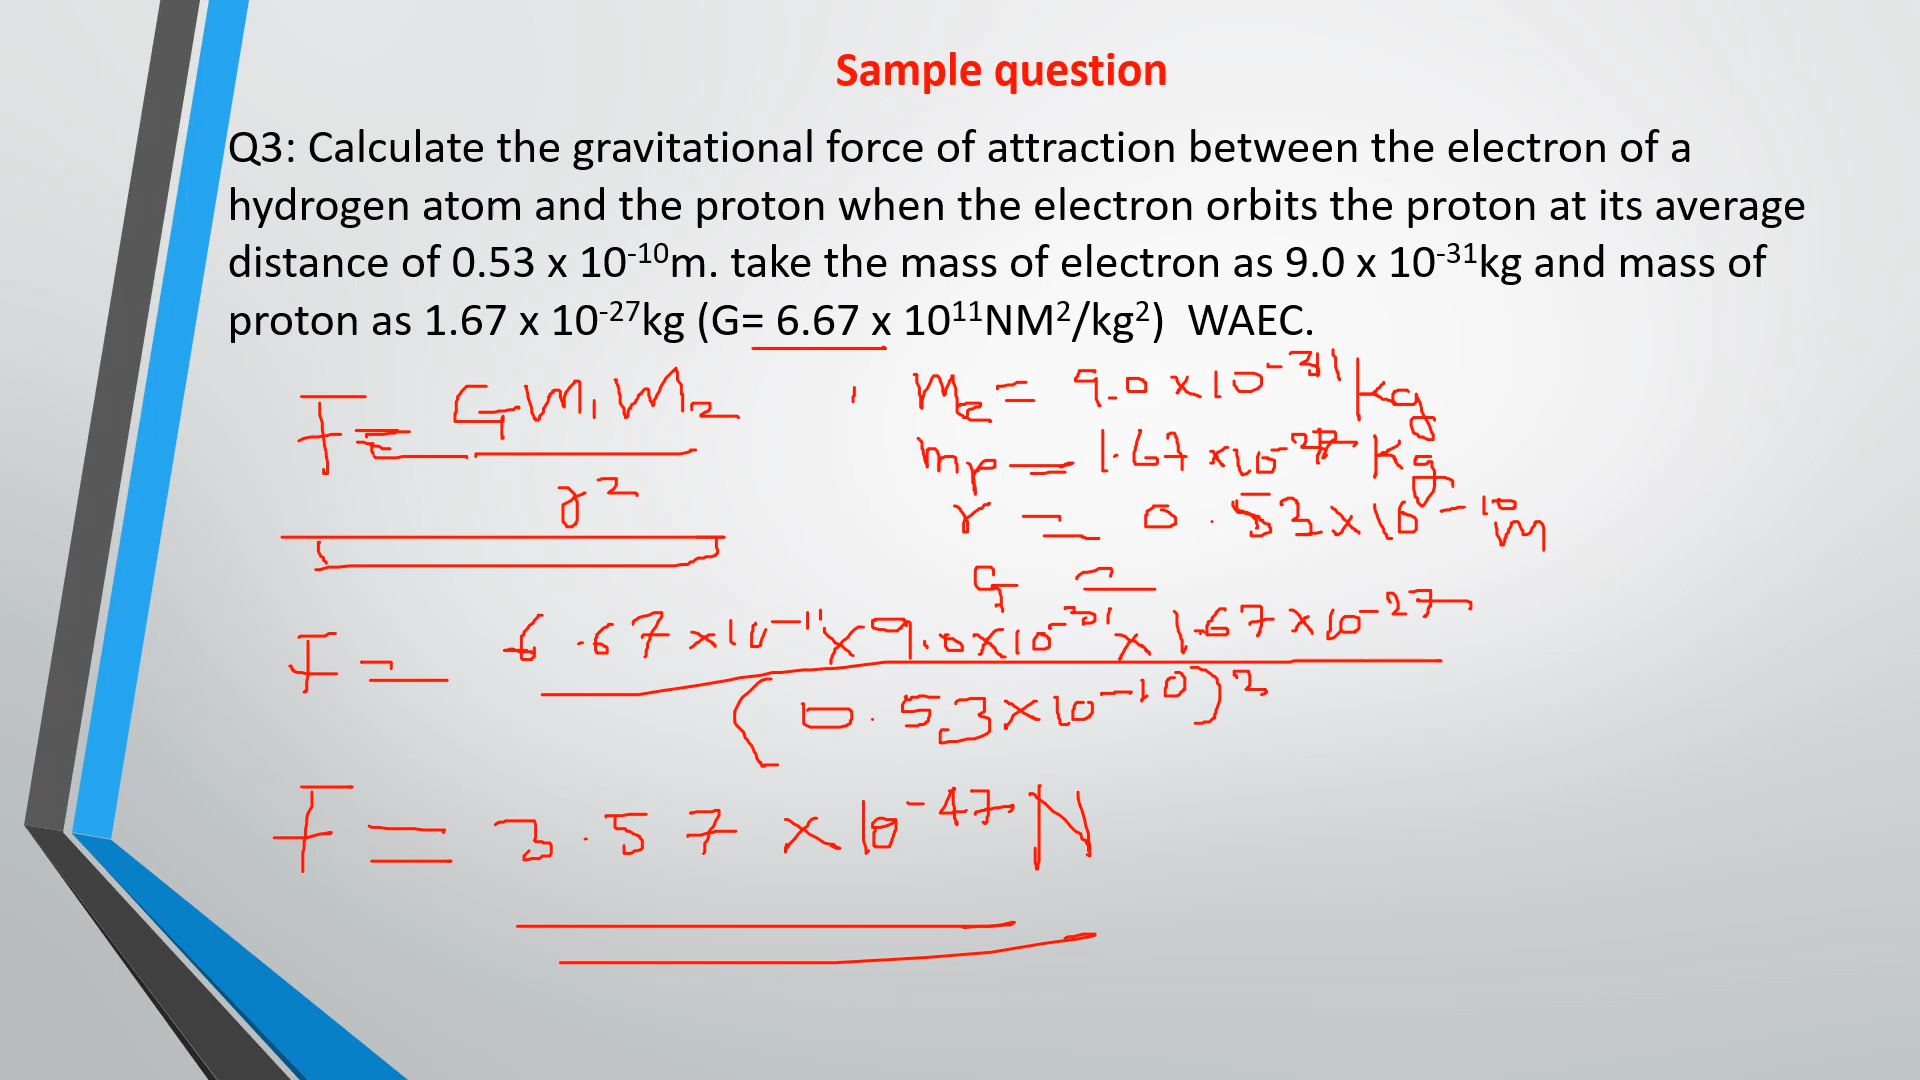 Sample question
Q3: Calculate the gravitational force of attraction between the electron of a
hydrogen atom and the proton when the electron orbits the proton at its average
distance of 0.53 x 10⁻¹⁰m. take the mass of electron as 9.0 x 10⁻³¹kg and mass of
proton as 1.67 x 10⁻²⁷kg (G= 6.67 x 10¹¹NM²/kg²)  WAEC.
F = GM₁M₂ / r²
mₑ = 9.0 x 10⁻³¹ kg
mₚ = 1.67 x 10⁻²⁷ kg
r = 0.53 x 10⁻¹⁰ m
G =
F = 6.67 x 10⁻¹¹ x 9.0 x 10⁻³¹ x 1.67 x 10⁻²⁷ / (0.53 x 10⁻¹⁰)²
F = 3.57 x 10⁻⁴⁷ N